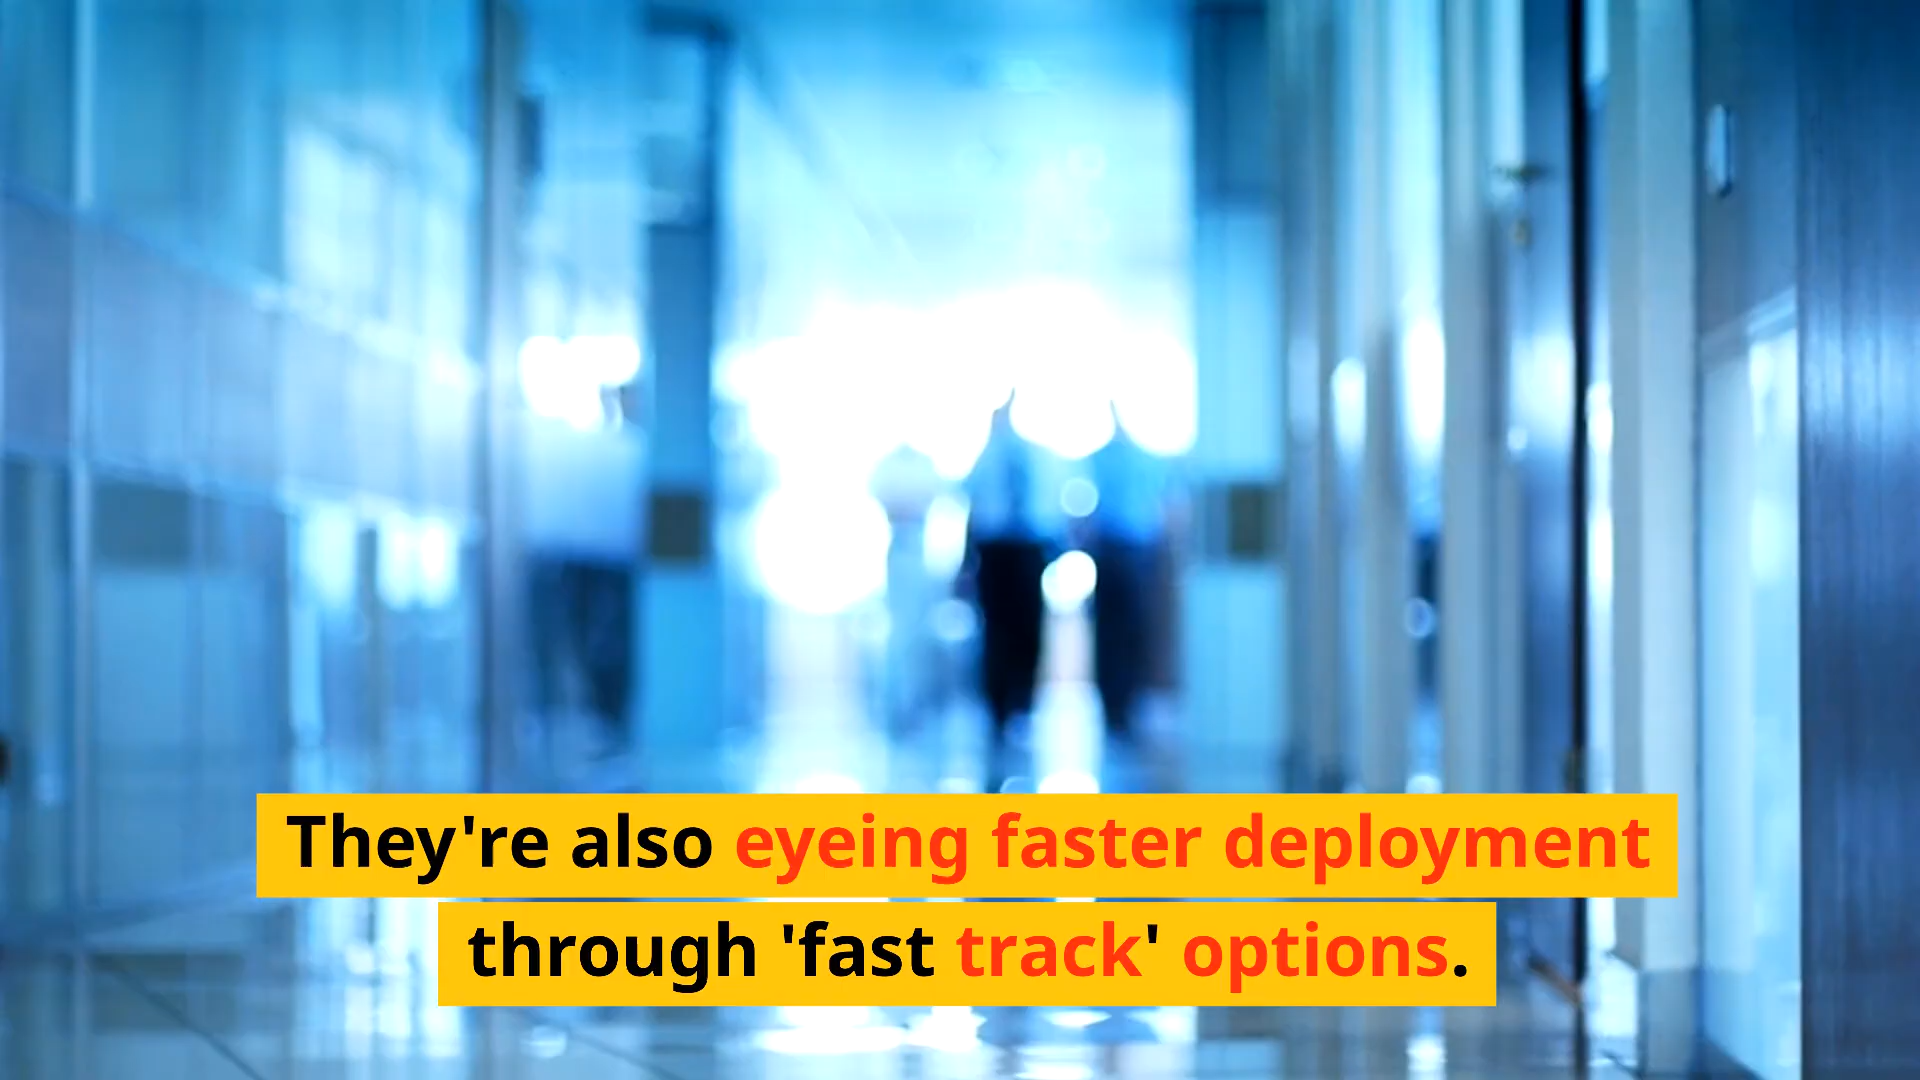 They're also eyeing faster deployment
through 'fast track' options.